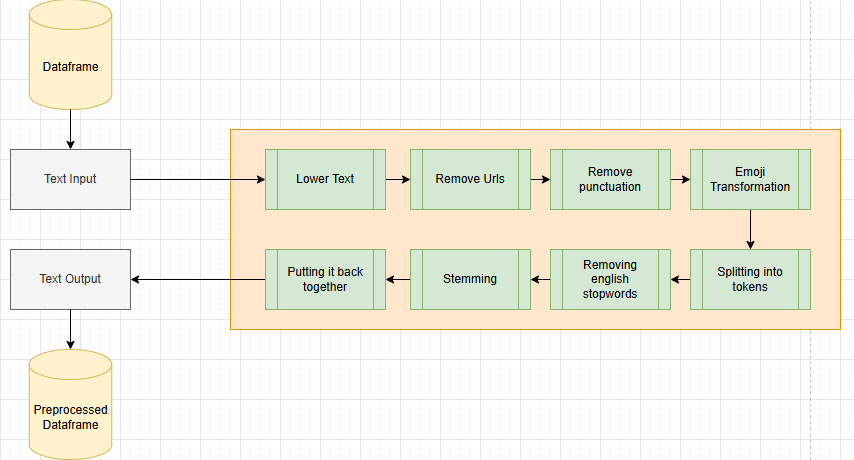 Dataframe
Text Input
Lower Text
Remove Urls
Remove
punctuation
Emoji
Transformation
Splitting into
tokens
Removing
english
stopwords
Stemming
Putting it back
together
Text Output
Preprocessed
Dataframe